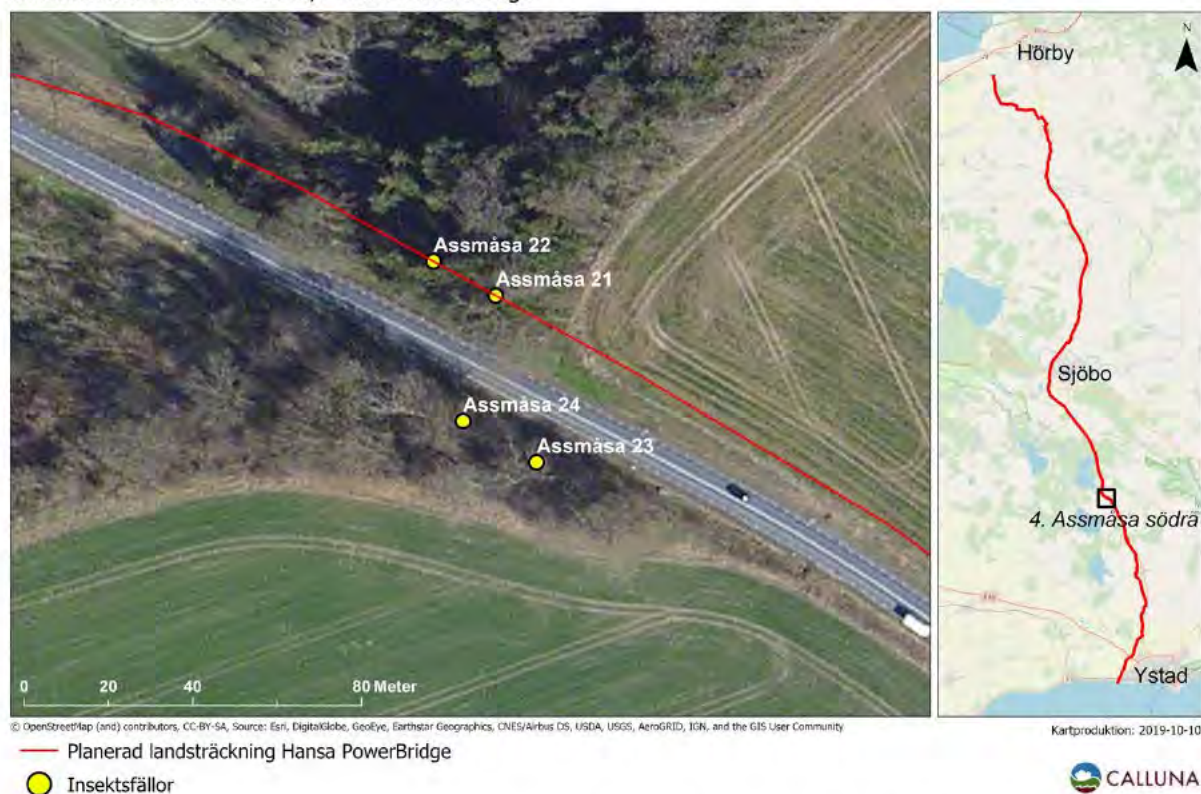 Assmåsa 22
Assmåsa 21
Assmåsa 24
Assmåsa 23
0 20 40 80 Meter
N
Hörby
Sjöbo
4. Assmåsa södra
Ystad
© OpenStreetMap (and) contributors, CC-BY-SA, Source: Esri, DigitalGlobe, GeoEye, Earthstar Geographics, CNES/Airbus DS, USDA, USGS, AeroGRID, IGN, and the GIS User Community
Kartproduktion: 2019-10-10
Planerad landsträckning Hansa PowerBridge
Insektsfällor
CALLUNA